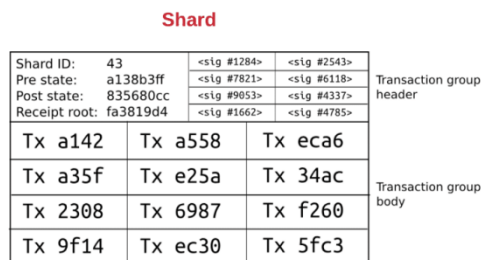 Shard
Shard ID: 43 <sig #1284> <sig #2543>
Pre state: a138b3ff <sig #7821> <sig #6118>
Post state: 835680cc <sig #9053> <sig #4337>
Receipt root: fa3819d4 <sig #1662> <sig #4785>
Transaction group
header
Tx a142 Tx a558 Tx eca6
Tx a35f Tx e25a Tx 34ac
Tx 2308 Tx 6987 Tx f260
Tx 9f14 Tx ec30 Tx 5fc3
Transaction group
body